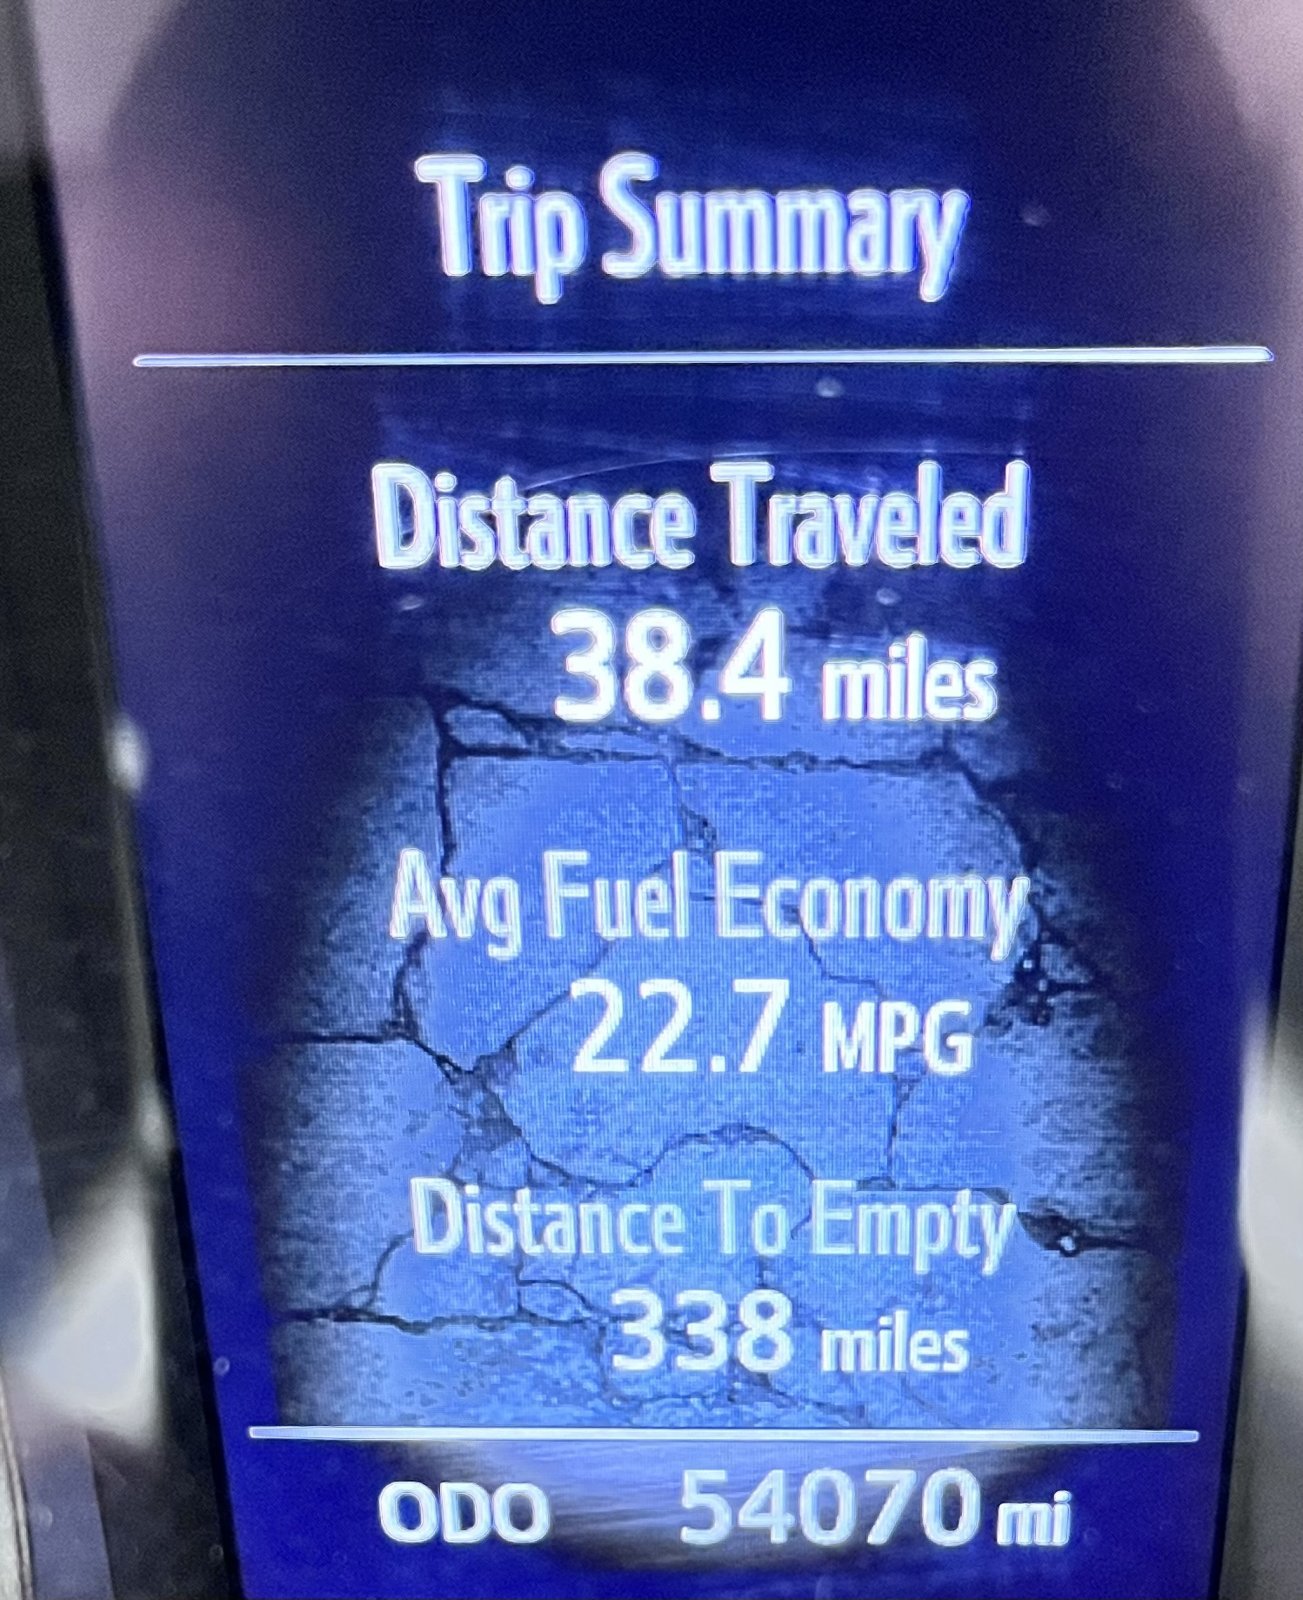 Trip Summary
Distance Traveled
38.4 miles
Avg Fuel Economy
22.7 MPG
Distance To Empty
338 miles
ODO 54070 mi